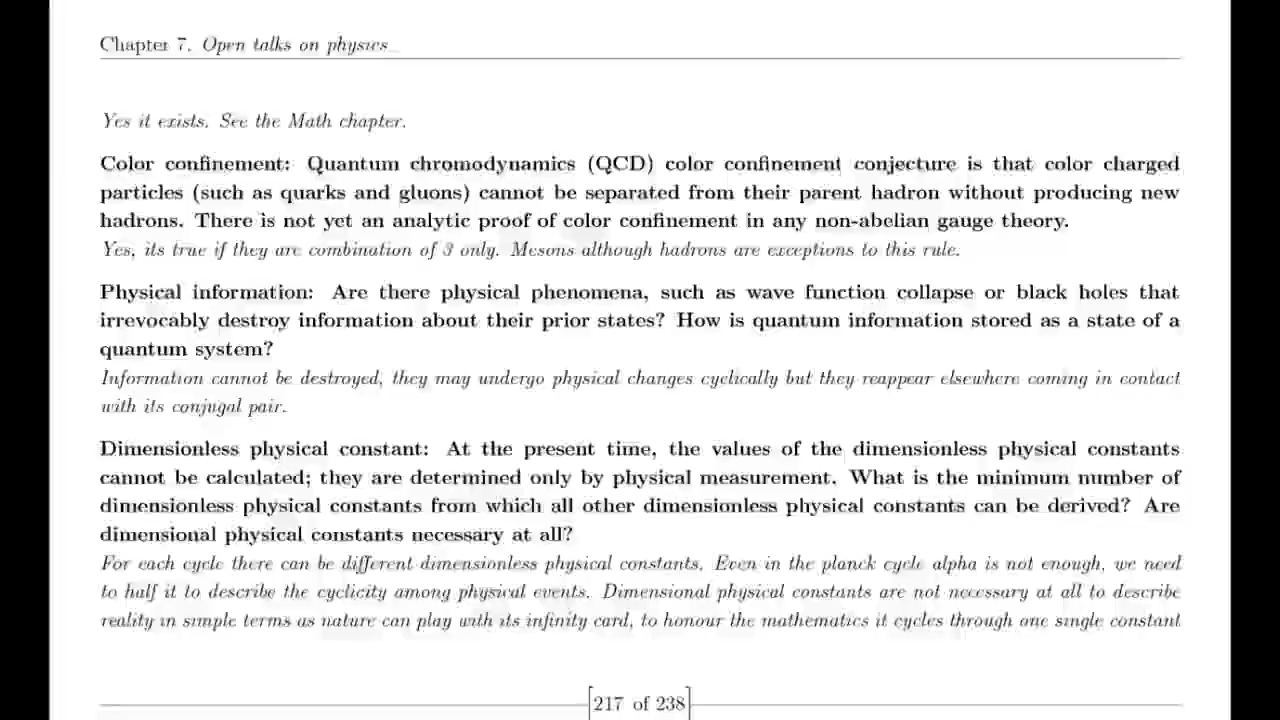 Chapter 7. Open talks on physics
Yes it exists. See the Math chapter.
Color confinement: Quantum chromodynamics (QCD) color confinement conjecture is that color charged
particles (such as quarks and gluons) cannot be separated from their parent hadron without producing new
hadrons. There is not yet an analytic proof of color confinement in any non-abelian gauge theory.
Yes, its true if they are combination of 3 only. Mesons although hadrons are exceptions to this rule.
Physical information: Are there physical phenomena, such as wave function collapse or black holes that
irrevocably destroy information about their prior states? How is quantum information stored as a state of a
quantum system?
Information cannot be destroyed, they may undergo physical changes cyclically but they reappear elsewhere coming in contact
with its conjugal pair.
Dimensionless physical constant: At the present time, the values of the dimensionless physical constants
cannot be calculated; they are determined only by physical measurement. What is the minimum number of
dimensionless physical constants from which all other dimensionless physical constants can be derived? Are
dimensional physical constants necessary at all?
For each cycle there can be different dimensionless physical constants. Even in the planck cycle alpha is not enough, we need
to half it to describe the cyclicity among physical events. Dimensional physical constants are not necessary at all to describe
reality in simple terms as nature can play with its infinity card, to honour the mathematics it cycles through one single constant
217 of 238